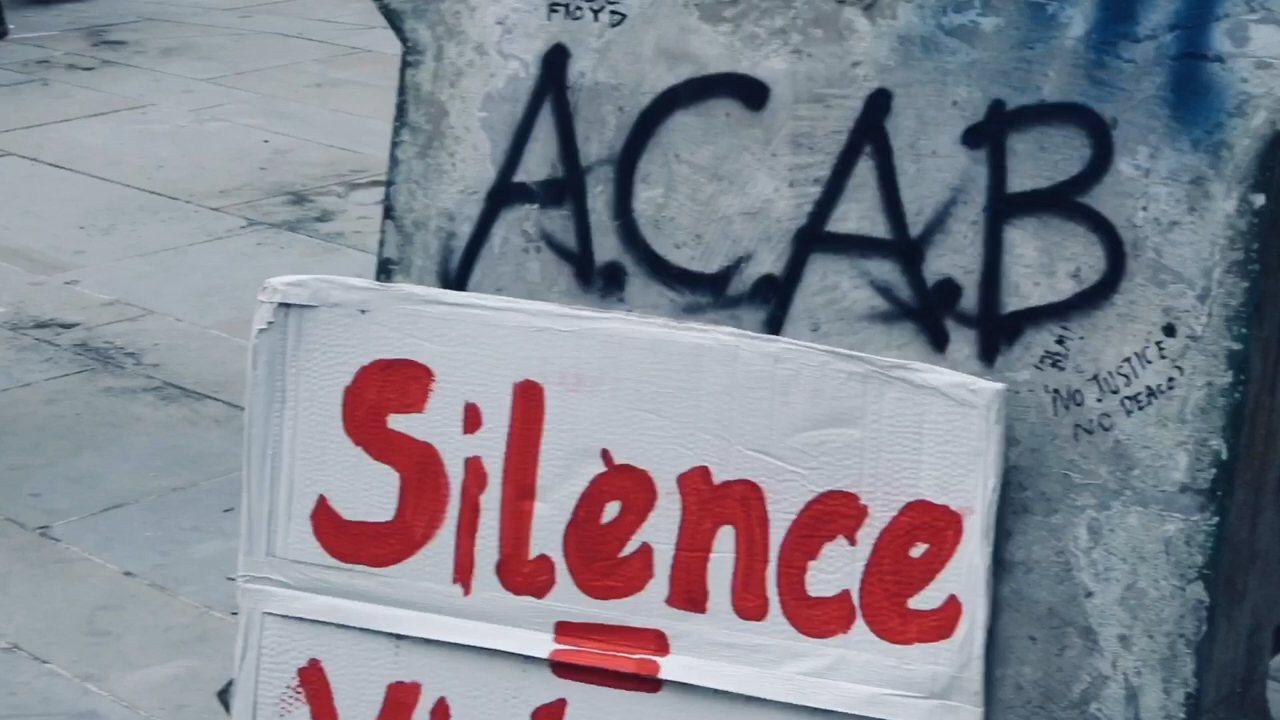 FLOYD
A.C.A.B
"BLM"
"NO JUSTICE
NO PEACE"
Silence
=